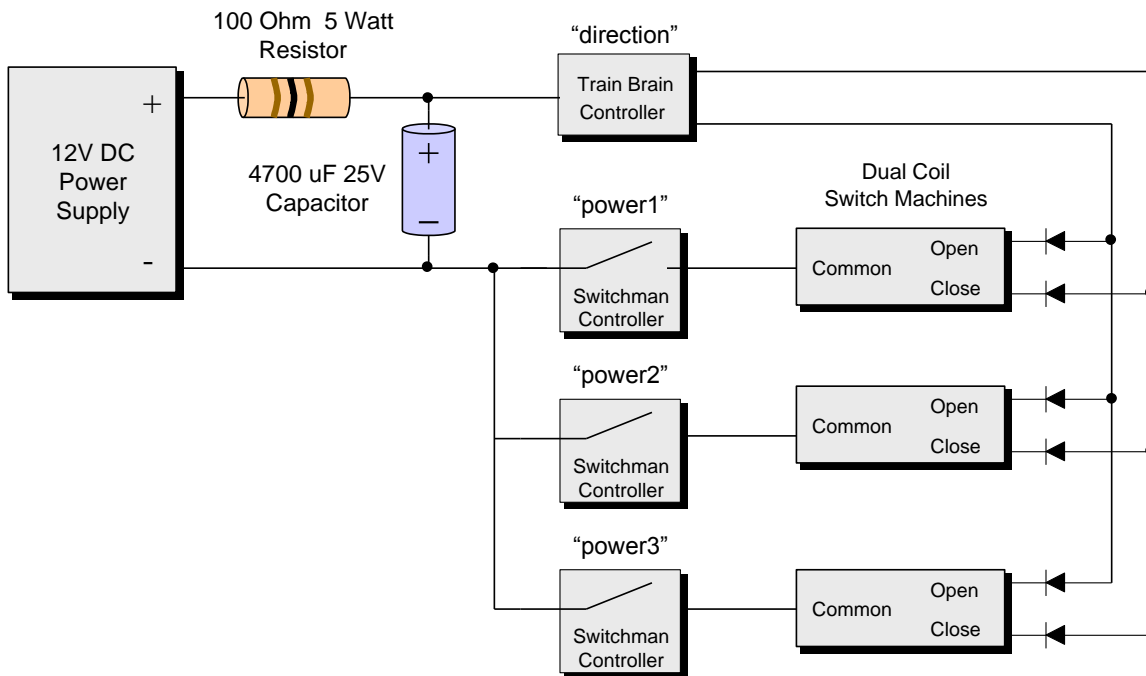 100 Ohm  5 Watt
Resistor
+
12V DC
Power
Supply
-
+
4700 uF 25V
Capacitor
−
“direction”
Train Brain
Controller
Dual Coil
Switch Machines
“power1”
Switchman
Controller
Common
Open
Close
“power2”
Switchman
Controller
Common
Open
Close
“power3”
Switchman
Controller
Common
Open
Close